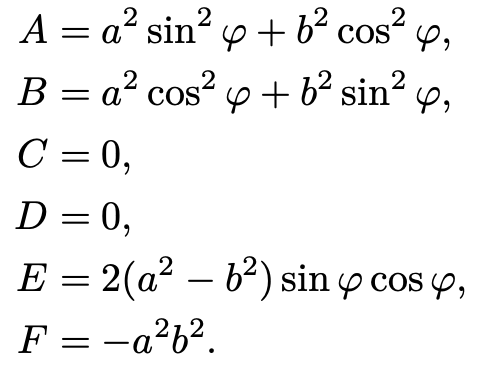 A = a² sin² φ + b² cos² φ,
B = a² cos² φ + b² sin² φ,
C = 0,
D = 0,
E = 2(a² − b²) sin φ cos φ,
F = −a²b².